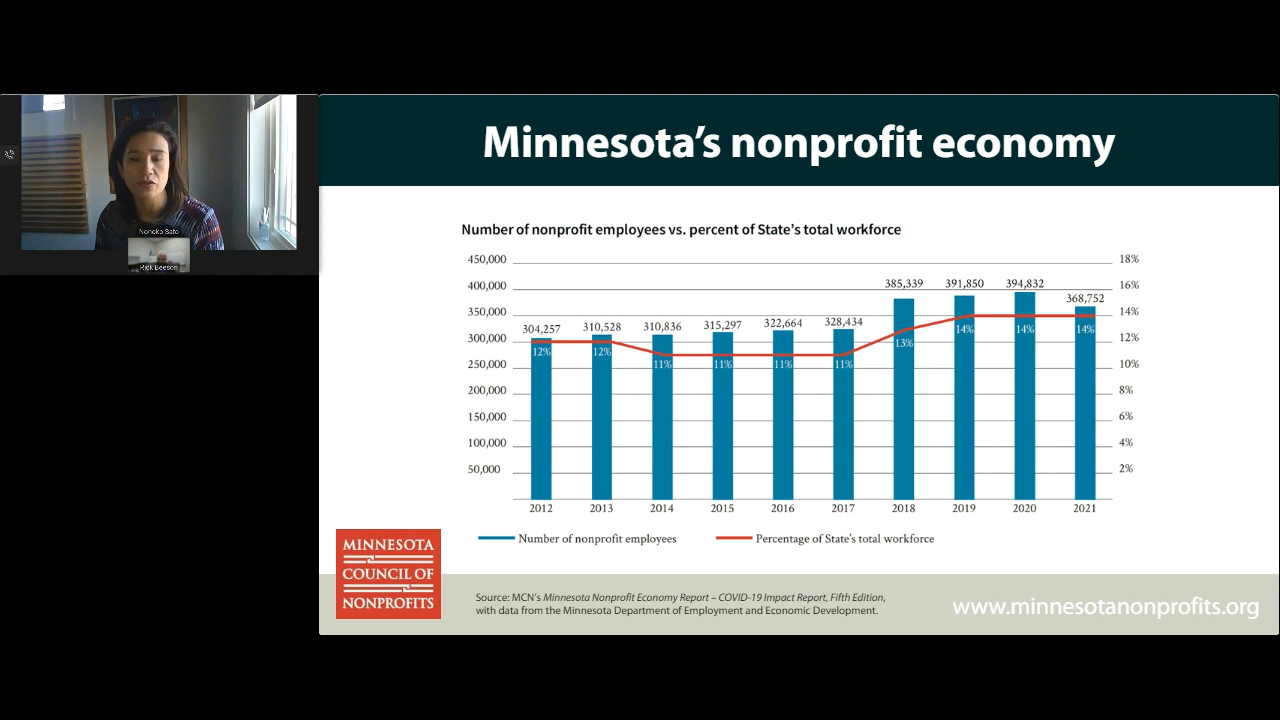 Minnesota's nonprofit economy
Nonoko Sato
Rick Beeson
Number of nonprofit employees vs. percent of State's total workforce
450,000
400,000
350,000
300,000
250,000
200,000
150,000
100,000
50,000
304,257
310,528
310,836
315,297
322,664
328,434
385,339
391,850
394,832
368,752
12%
12%
11%
11%
11%
11%
13%
14%
14%
14%
18%
16%
14%
12%
10%
8%
6%
4%
2%
2012 2013 2014 2015 2016 2017 2018 2019 2020 2021
Number of nonprofit employees
Percentage of State's total workforce
MINNESOTA
COUNCIL OF
NONPROFITS
Source: MCN's Minnesota Nonprofit Economy Report – COVID-19 Impact Report, Fifth Edition,
with data from the Minnesota Department of Employment and Economic Development.
www.minnesotanonprofits.org